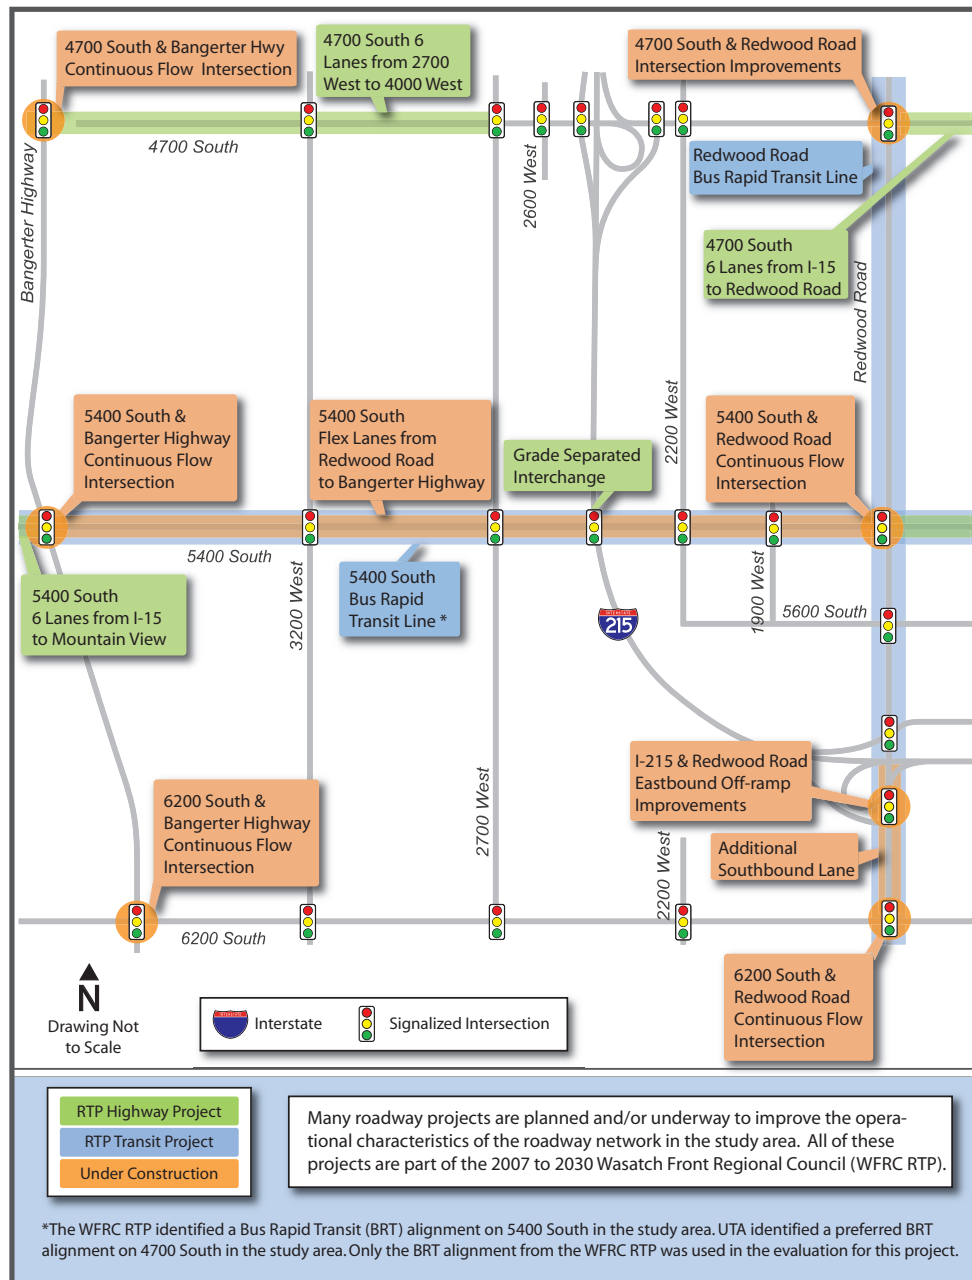 4700 South & Bangerter Hwy
Continuous Flow Intersection
4700 South 6
Lanes from 2700
West to 4000 West
4700 South & Redwood Road
Intersection Improvements
4700 South
Bangerter Highway
2600 West
Redwood Road
Bus Rapid Transit Line
4700 South
6 Lanes from I-15
to Redwood Road
Redwood Road
5400 South &
Bangerter Highway
Continuous Flow
Intersection
5400 South
Flex Lanes from
Redwood Road
to Bangerter Highway
Grade Separated
Interchange
2200 West
5400 South &
Redwood Road
Continuous Flow
Intersection
5400 South
5400 South
6 Lanes from I-15
to Mountain View
3200 West
5400 South
Bus Rapid
Transit Line *
INTERSTATE
215
1900 West
5600 South
I-215 & Redwood Road
Eastbound Off-ramp
Improvements
6200 South &
Bangerter Highway
Continuous Flow
Intersection
2700 West
2200 West
Additional
Southbound Lane
6200 South
6200 South &
Redwood Road
Continuous Flow
Intersection
N
Drawing Not
to Scale
INTERSTATE
Interstate
Signalized Intersection
RTP Highway Project
RTP Transit Project
Under Construction
Many roadway projects are planned and/or underway to improve the opera-
tional characteristics of the roadway network in the study area. All of these
projects are part of the 2007 to 2030 Wasatch Front Regional Council (WFRC RTP).
*The WFRC RTP identified a Bus Rapid Transit (BRT) alignment on 5400 South in the study area. UTA identified a preferred BRT
alignment on 4700 South in the study area. Only the BRT alignment from the WFRC RTP was used in the evaluation for this project.